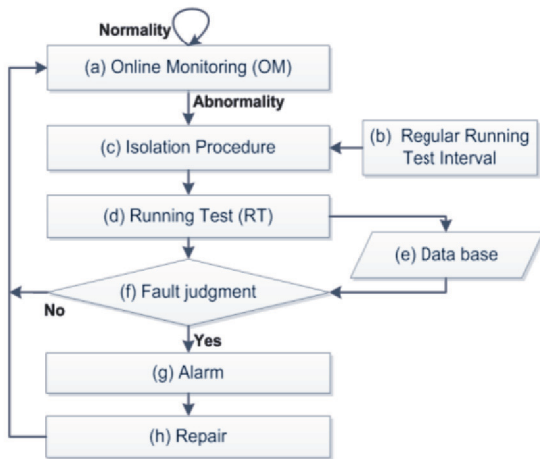 Normality
(a) Online Monitoring (OM)
Abnormality
(c) Isolation Procedure
(b) Regular Running
Test Interval
(d) Running Test (RT)
(e) Data base
(f) Fault judgment
No
Yes
(g) Alarm
(h) Repair